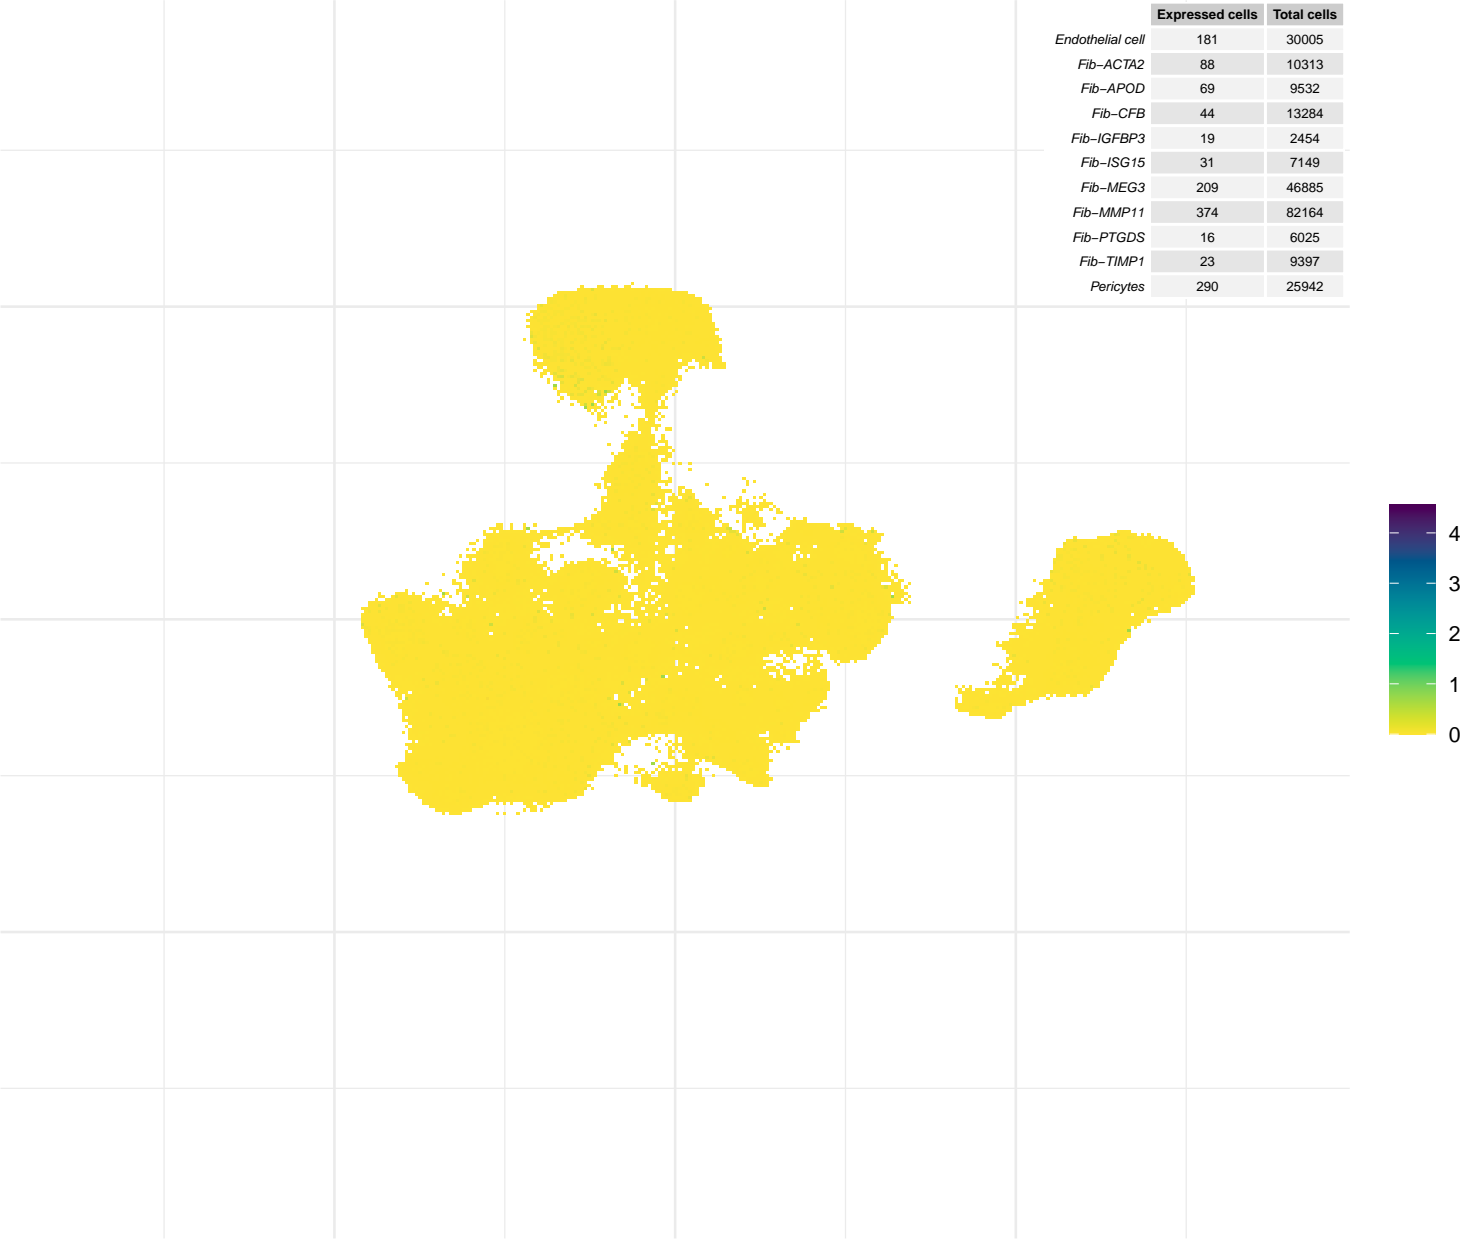 Expressed cells Total cells
Endothelial cell 181 30005
Fib−ACTA2 88 10313
Fib−APOD 69 9532
Fib−CFB 44 13284
Fib−IGFBP3 19 2454
Fib−ISG15 31 7149
Fib−MEG3 209 46885
Fib−MMP11 374 82164
Fib−PTGDS 16 6025
Fib−TIMP1 23 9397
Pericytes 290 25942
4
3
2
1
0